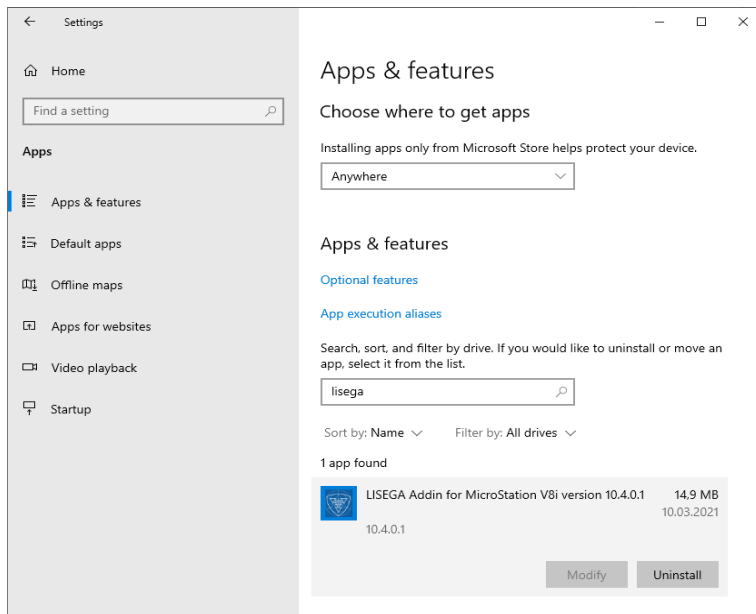 Settings
Home
Find a setting
Apps
Apps & features
Default apps
Offline maps
Apps for websites
Video playback
Startup
Apps & features
Choose where to get apps
Installing apps only from Microsoft Store helps protect your device.
Anywhere
Apps & features
Optional features
App execution aliases
Search, sort, and filter by drive. If you would like to uninstall or move an
app, select it from the list.
lisega
Sort by: Name Filter by: All drives
1 app found
LISEGA Addin for MicroStation V8i version 10.4.0.1 14,9 MB
10.03.2021
10.4.0.1
Modify Uninstall